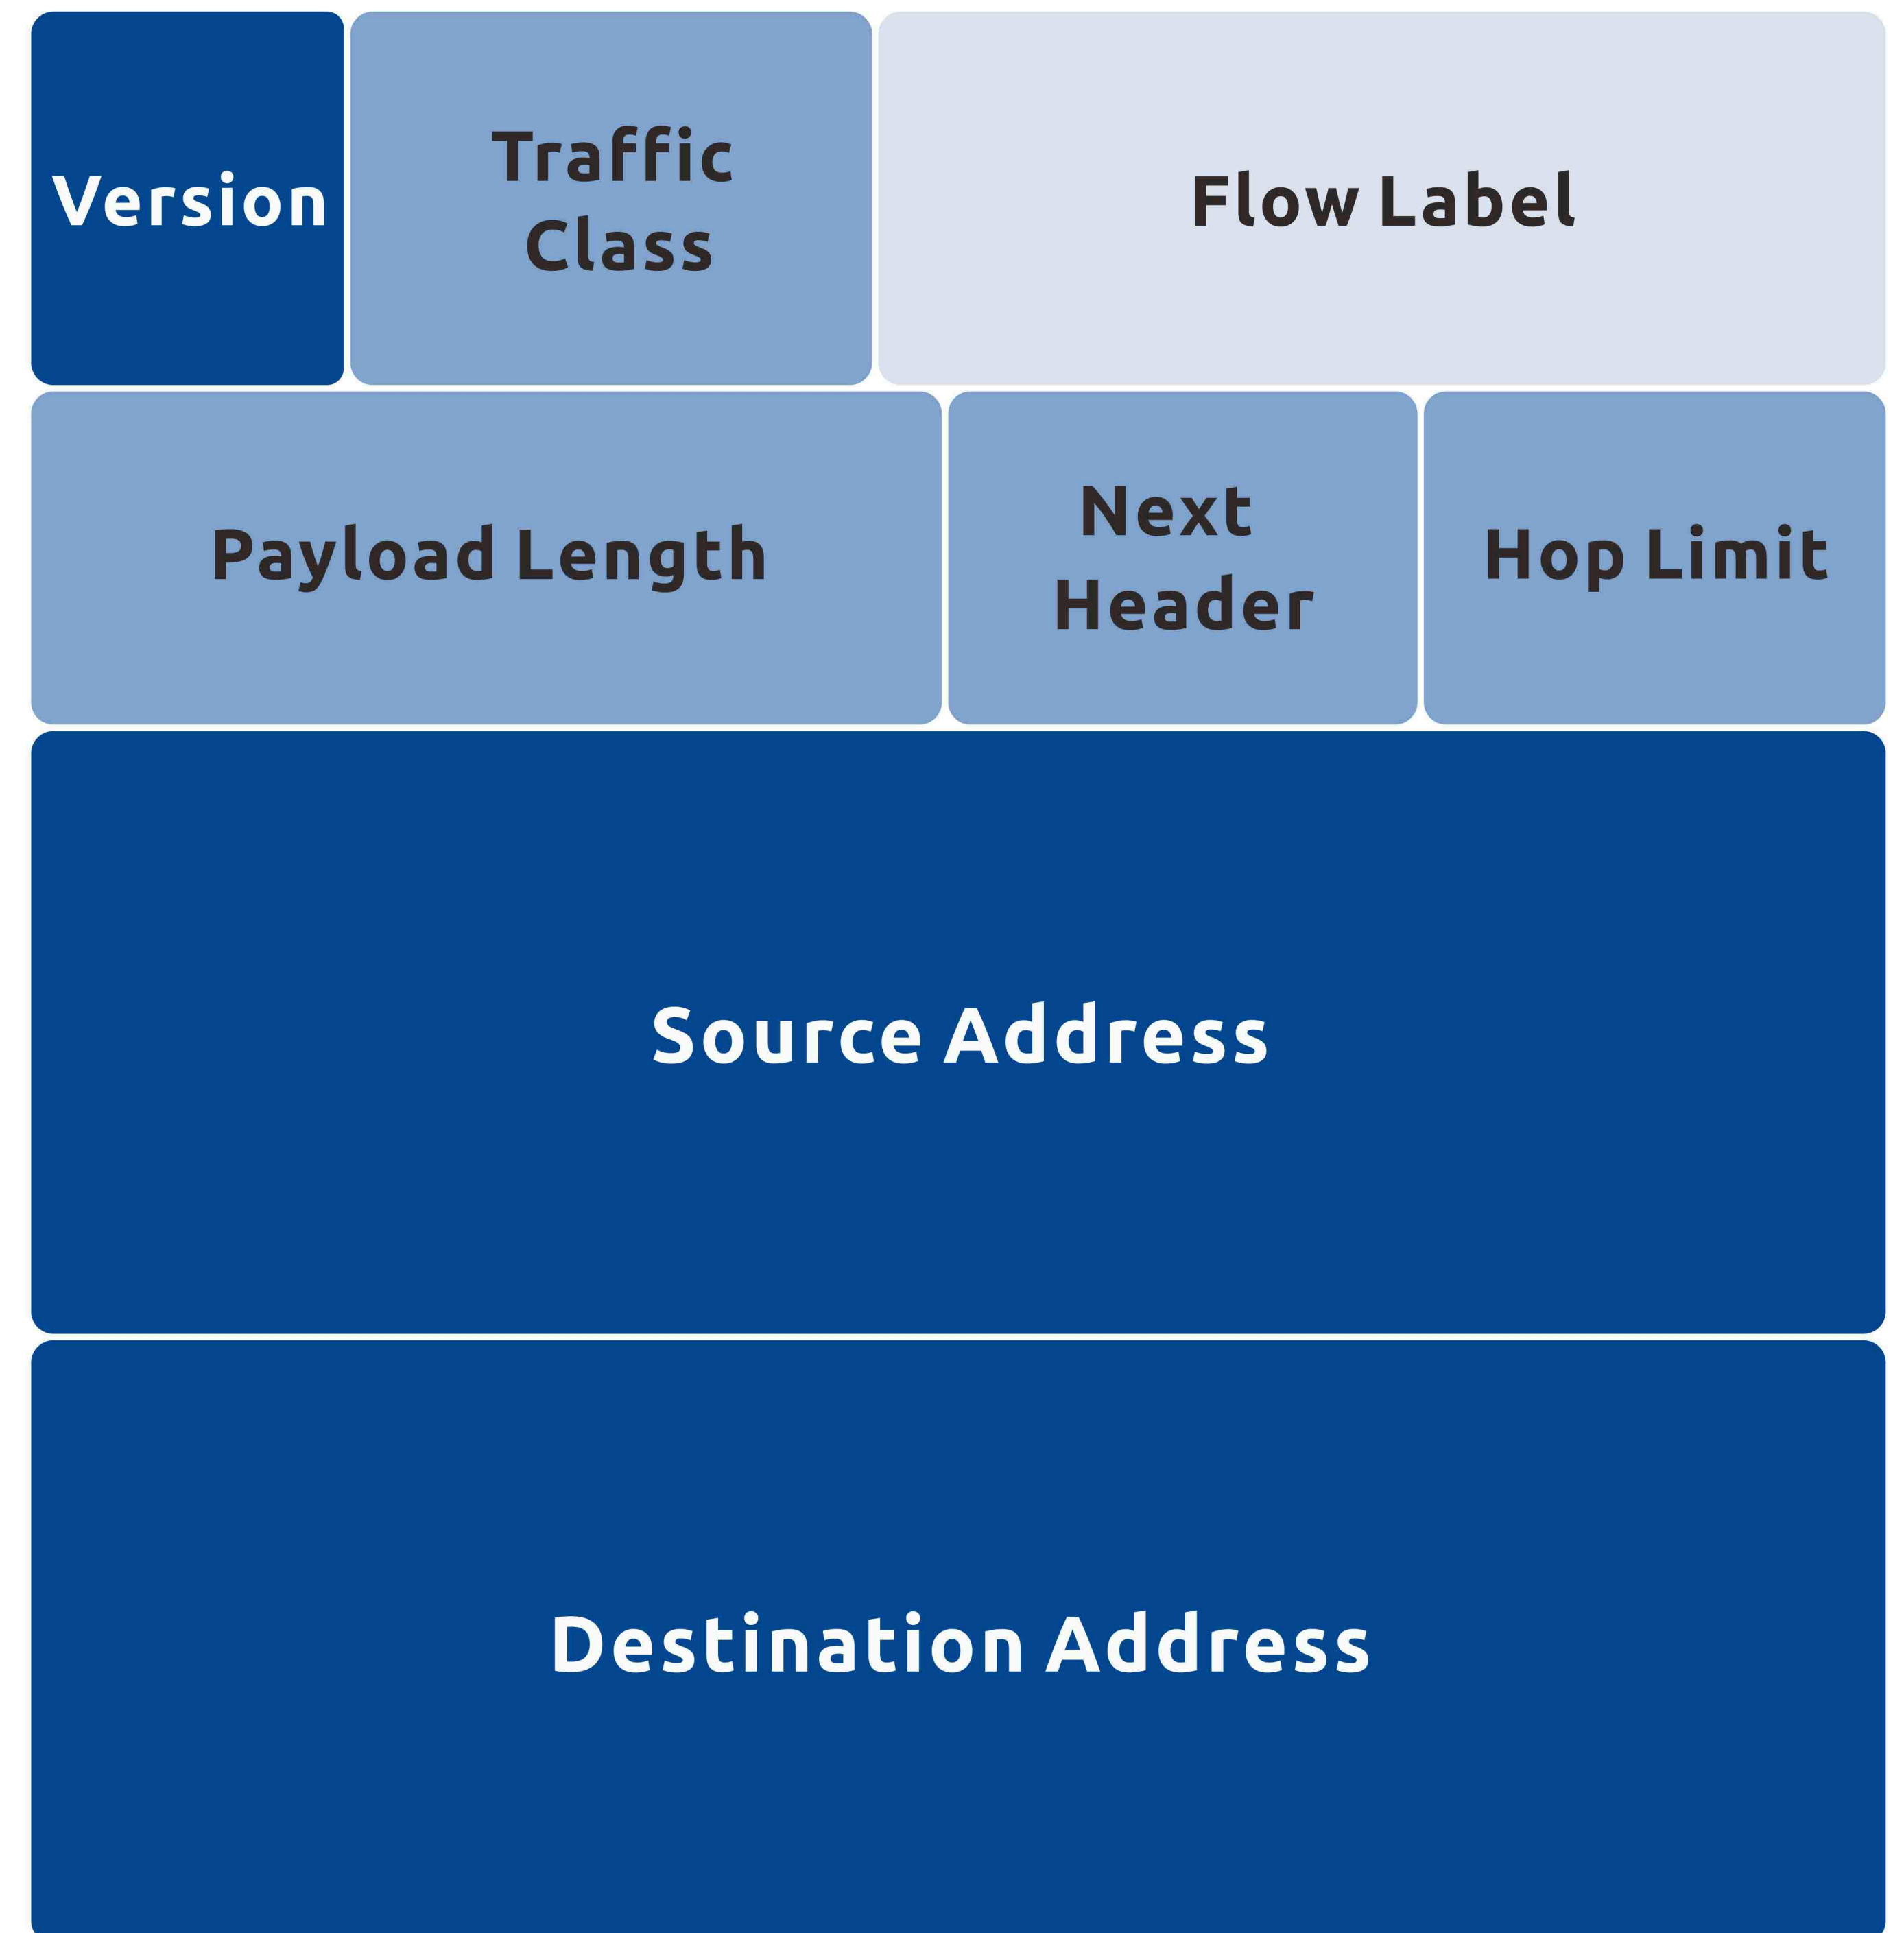 Version
Traffic
Class
Flow Label
Payload Length
Next
Header
Hop Limit
Source Address
Destination Address